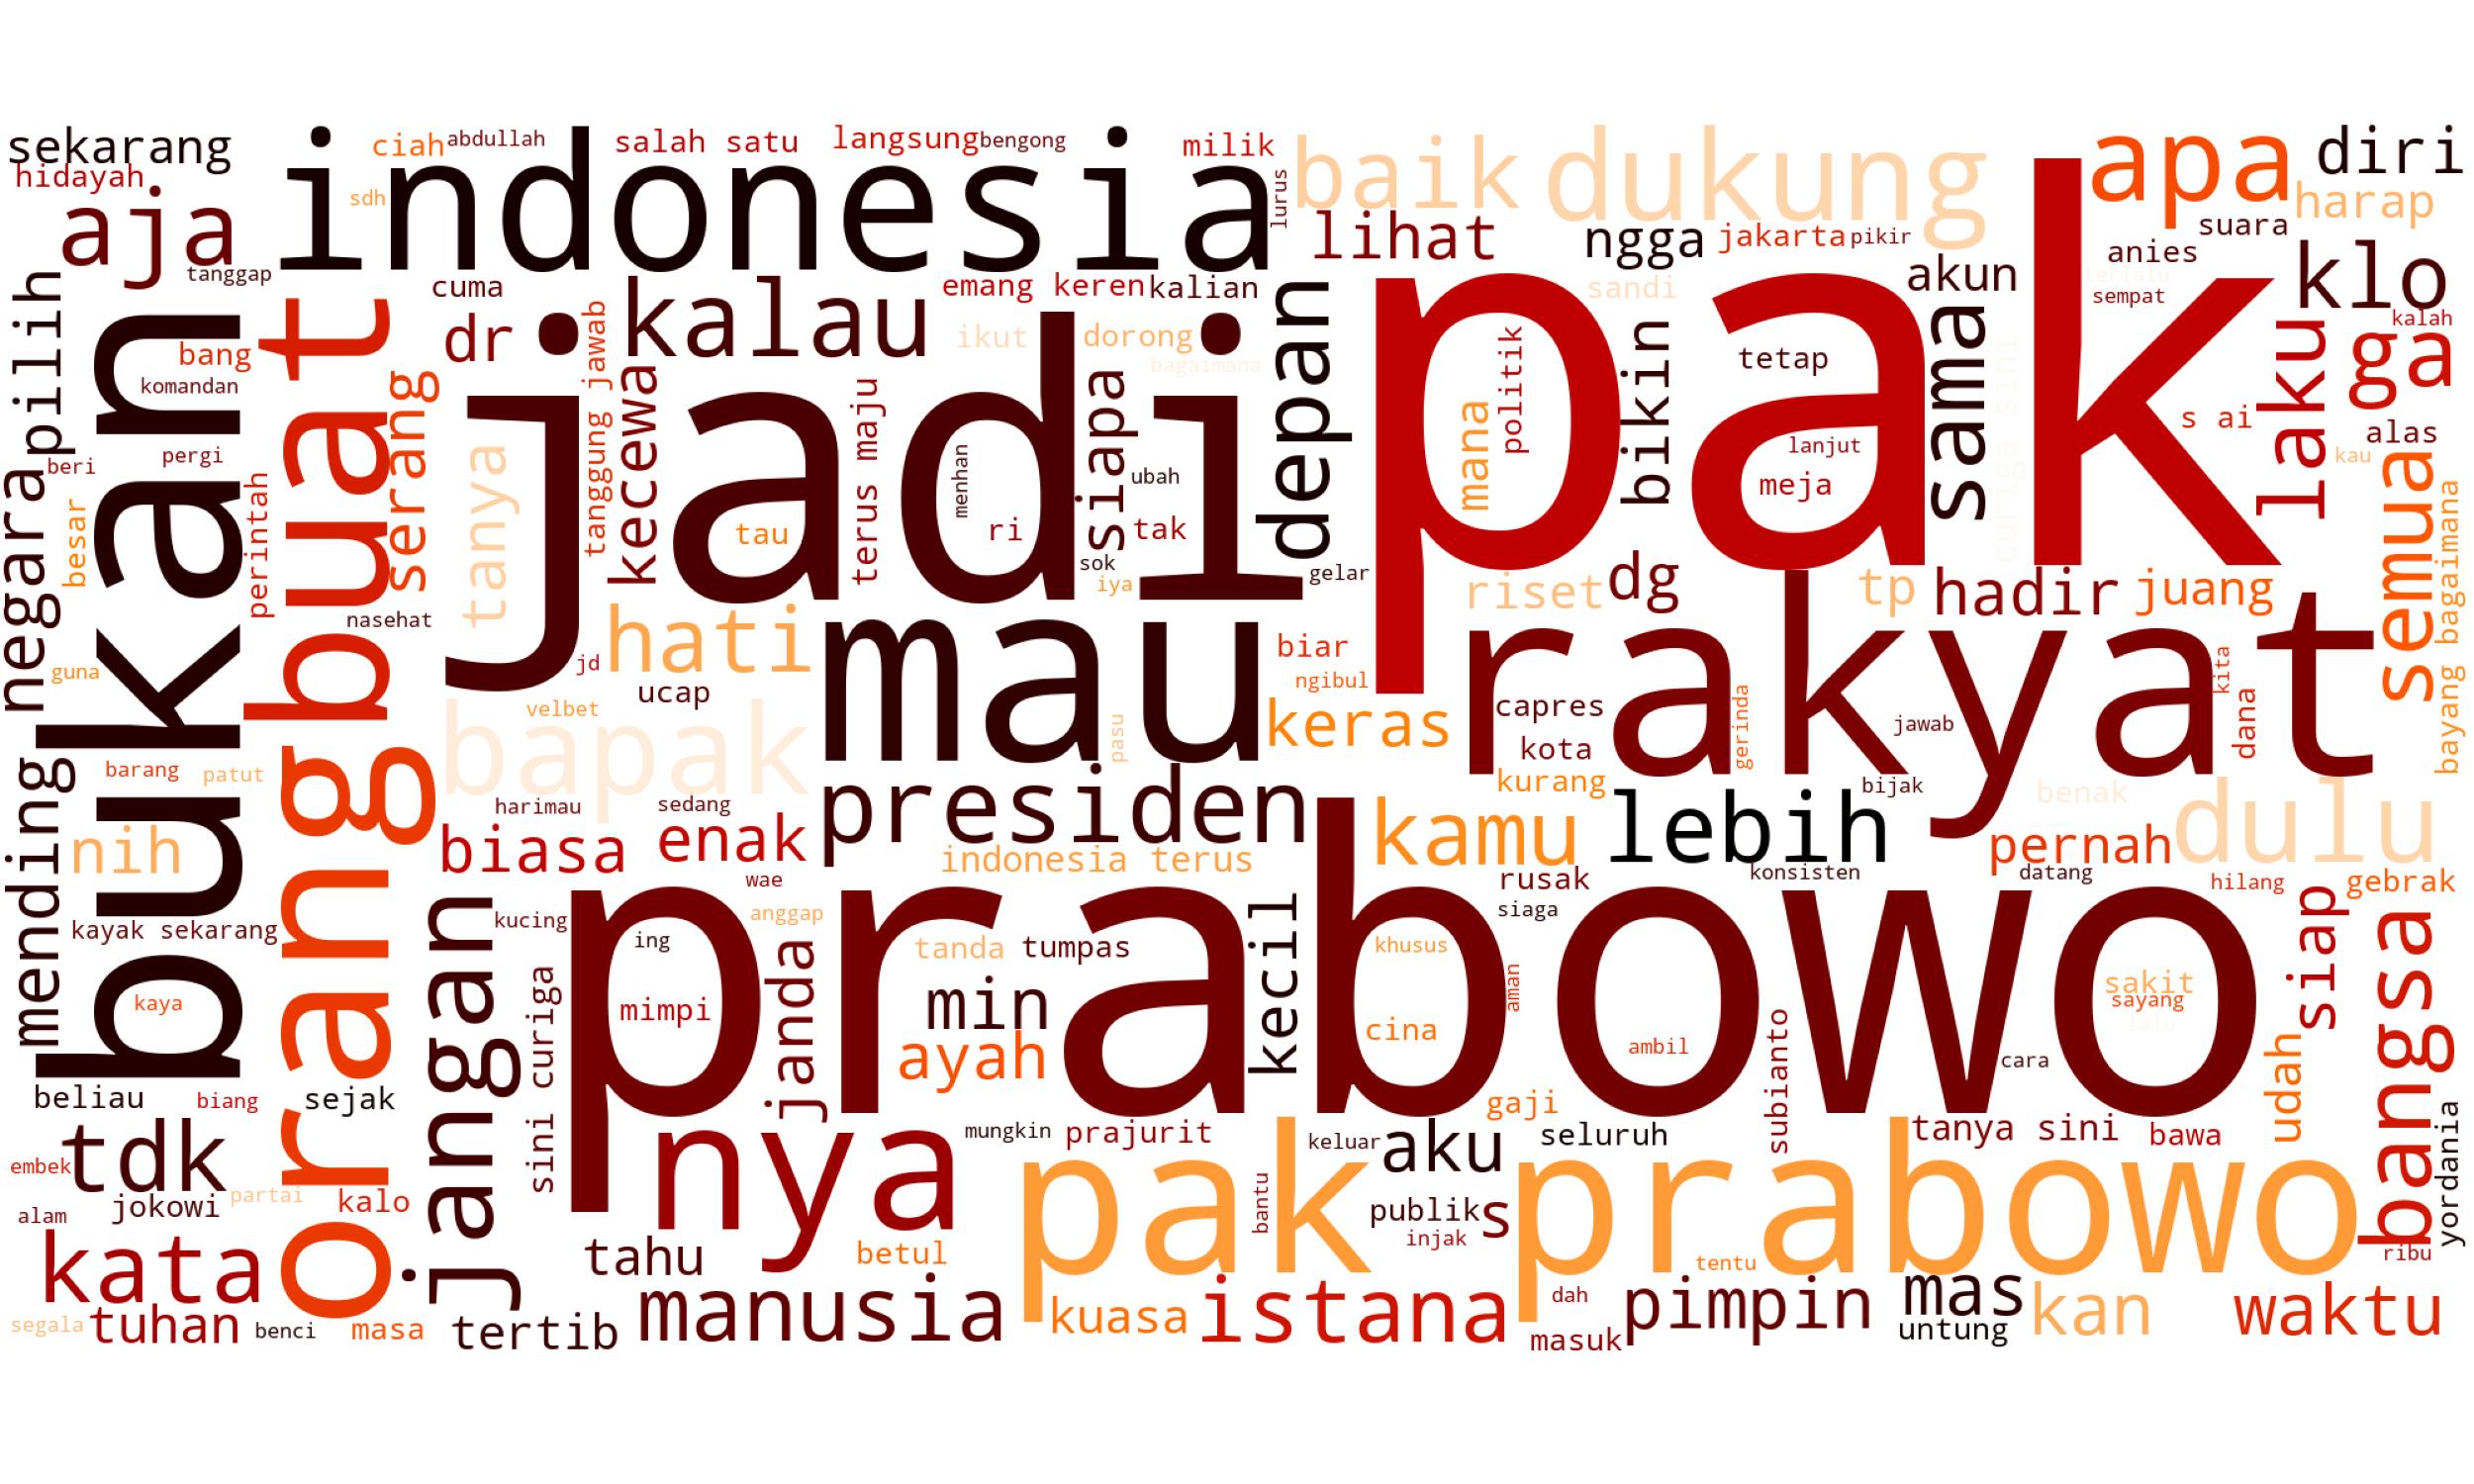 sekarang
hidayah
aja
ciah
abdullah
salah satu
langsung
bengong
milik
baik
dukung
apa
diri
harap
sdh
indonesia
lurus
lihat
ngga
jakarta
pikir
suara
anies
klo
tanggap
cuma
kalau
emang
keren
kalian
sandi
akun
sempat
kalah
pilih
bang
komandan
dr
tanggung jawab
ikut
dorong
bagaimana
depan
pak
politik
mana
bikin
tetap
lanjut
meja
sama
laku
ga
s ai
alas
kau
bukan
buat
serang
tanya
kecewa
jadi
tau
terus maju
menhan
ri
siapa
ubah
tak
sok
iya
gelar
pergi
beri
negara
besar
perintah
nasehat
semua
bayang bagaimana
guna
jd
hati
ucap
mau
biar
ngibul
riset
dg
tp
hadir
juang
rakyat
kita
dana
gerinda
jawab
capres
kota
kurang
keras
velbet
bapak
pasu
barang
patut
mending
nih
orang
harimau
sedang
biasa
enak
presiden
indonesia terus
wae
kamu
lebih
bijak
benak
dulu
pernah
rusak
konsisten
datang
hilang
gebrak
siaga
kayak sekarang
kaya
jangan
kucing
anggap
ing
mimpi
prabowo
janda
tanda
tumpas
min
ayah
kecil
khusus
cina
aman
ambil
sakit
sayang
cara
siap
bangsa
udah
sini curiga
beliau
biang
sejak
tdk
embek
jokowi
partai
kalo
alam
kata
tuhan
segala
benci
masa
tertib
nya
mungkin
prajurit
keluar
aku
gaji
seluruh
subianto
tanya sini
bawa
yordania
pak prabowo
bantu
publik
s
injak
tahu
betul
manusia
kuasa
istana
tentu
dah
masuk
pimpin
mas
untung
kan
waktu
ribu